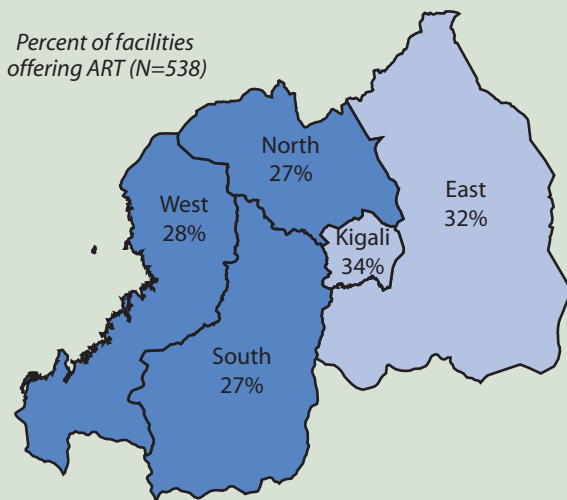 Percent of facilities
offering ART (N=538)
North
27%
West
28%
East
32%
Kigali
34%
South
27%